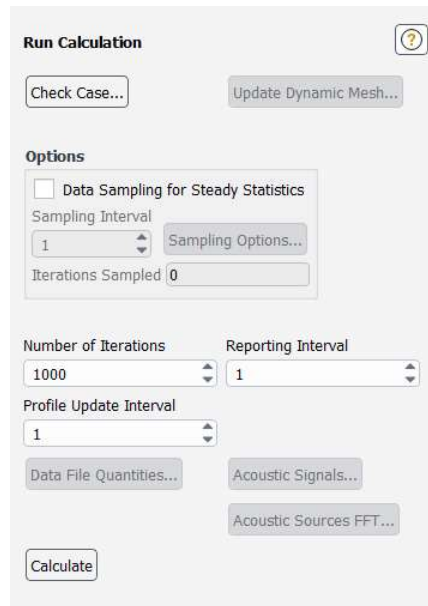 Run Calculation
?
Check Case...
Update Dynamic Mesh...
Options
Data Sampling for Steady Statistics
Sampling Interval
1
Sampling Options...
Iterations Sampled 0
Number of Iterations
Reporting Interval
1000
1
Profile Update Interval
1
Data File Quantities...
Acoustic Signals...
Acoustic Sources FFT...
Calculate